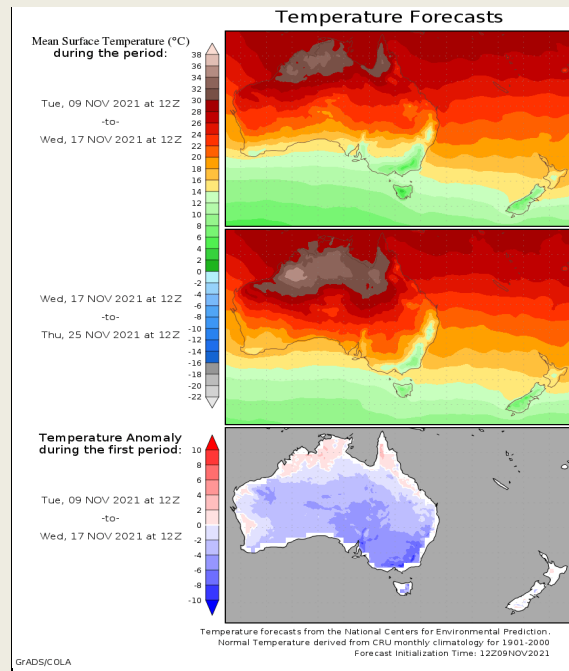 Temperature Forecasts
Mean Surface Temperature (°C)
during the period:
Tue, 09 NOV 2021 at 12Z
-to-
Wed, 17 NOV 2021 at 12Z
38
36
34
32
30
28
26
24
22
20
18
16
14
12
10
8
6
4
2
0
-2
-4
-6
-8
-10
-12
-14
-16
-18
-20
-22
Wed, 17 NOV 2021 at 12Z
-to-
Thu, 25 NOV 2021 at 12Z
Temperature Anomaly
during the first period:
Tue, 09 NOV 2021 at 12Z
-to-
Wed, 17 NOV 2021 at 12Z
10
8
6
4
2
0
-2
-4
-6
-8
-10
Temperature forecasts from the National Centers for Environmental Prediction.
Normal Temperature derived from CRU monthly climatology for 1901-2000
Forecast Initialization Time: 12Z09NOV2021
GrADS/COLA